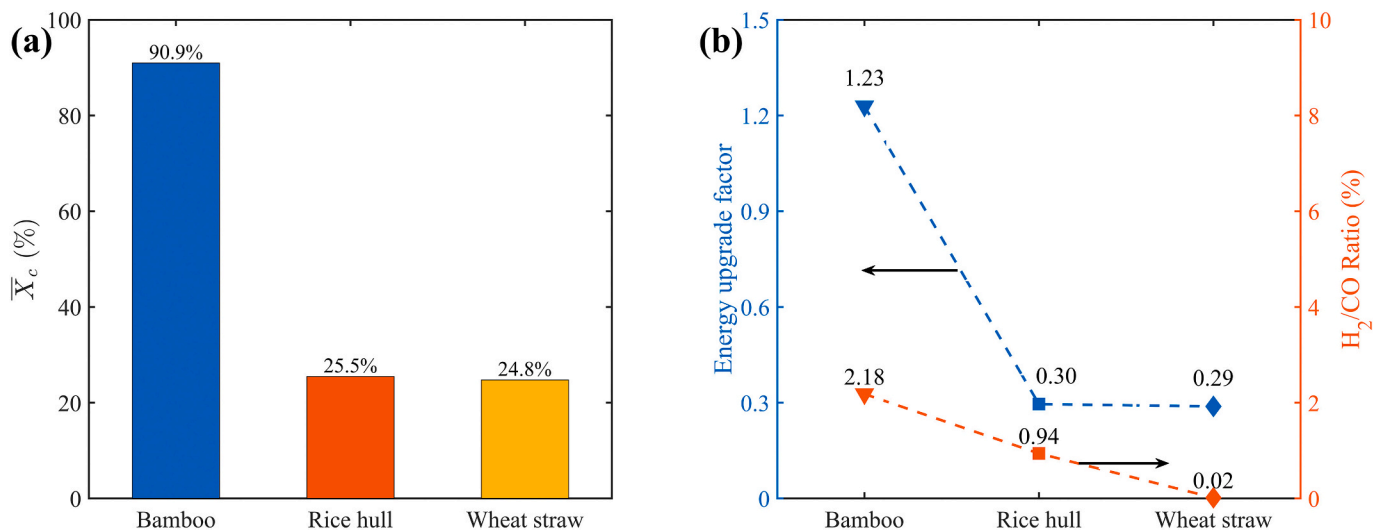 (a)
100
80
60
40
20
0
X̅c (%)
90.9%
25.5%
24.8%
Bamboo
Rice hull
Wheat straw
(b)
1.5
1.2
0.9
0.6
0.3
0
Energy upgrade factor
1.23
0.30
0.29
2.18
0.94
0.02
Bamboo
Rice hull
Wheat straw
10
8
6
4
2
0
H2/CO Ratio (%)